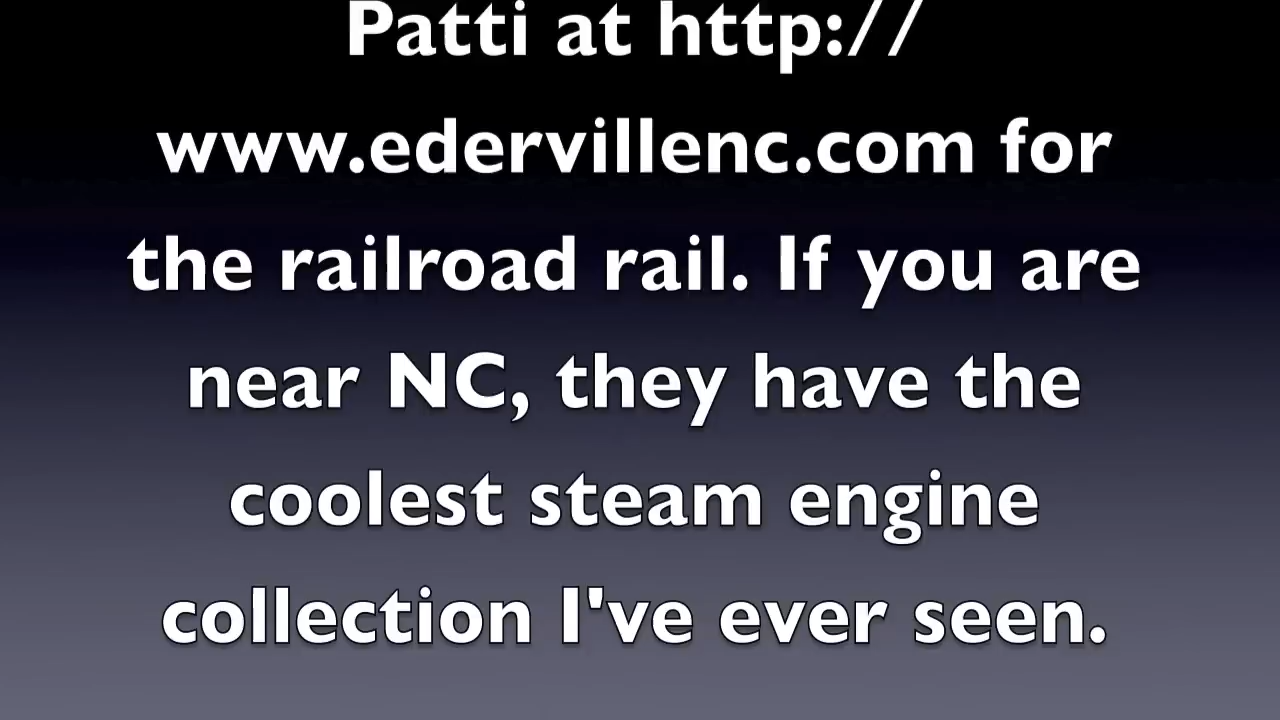 Patti at http://
www.edervillenc.com for
the railroad rail. If you are
near NC, they have the
coolest steam engine
collection I've ever seen.